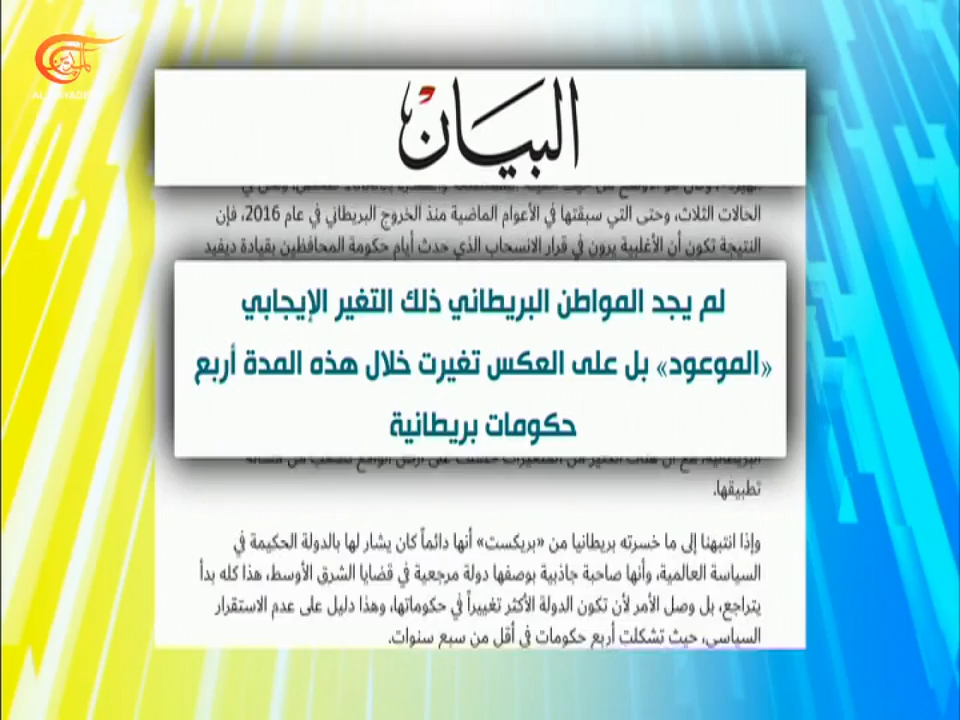 AL MAYADEEN
البيان
الحالات الثلاث، وحتى التي سبقتها في الأعوام الماضية منذ الخروج البريطاني في عام 2016، فإن
النتيجة تكون أن الأغلبية يرون في قرار الانسحاب الذي حدث أيام حكومة المحافظين بقيادة ديفيد
لم يجد المواطن البريطاني ذلك التغير الإيجابي
«الموعود» بل على العكس تغيرت خلال هذه المدة أربع
حكومات بريطانية
تطبيقها.
وإذا انتبهنا إلى ما خسرته بريطانيا من «بريكست» أنها دائماً كان يشار لها بالدولة الحكيمة في
السياسة العالمية، وأنها صاحبة جاذبية بوصفها دولة مرجعية في قضايا الشرق الأوسط، هذا كله بدأ
يتراجع، بل وصل الأمر لأن تكون الدولة الأكثر تغييراً في حكوماتها، وهذا دليل على عدم الاستقرار
السياسي، حيث تشكلت أربع حكومات في أقل من سبع سنوات.